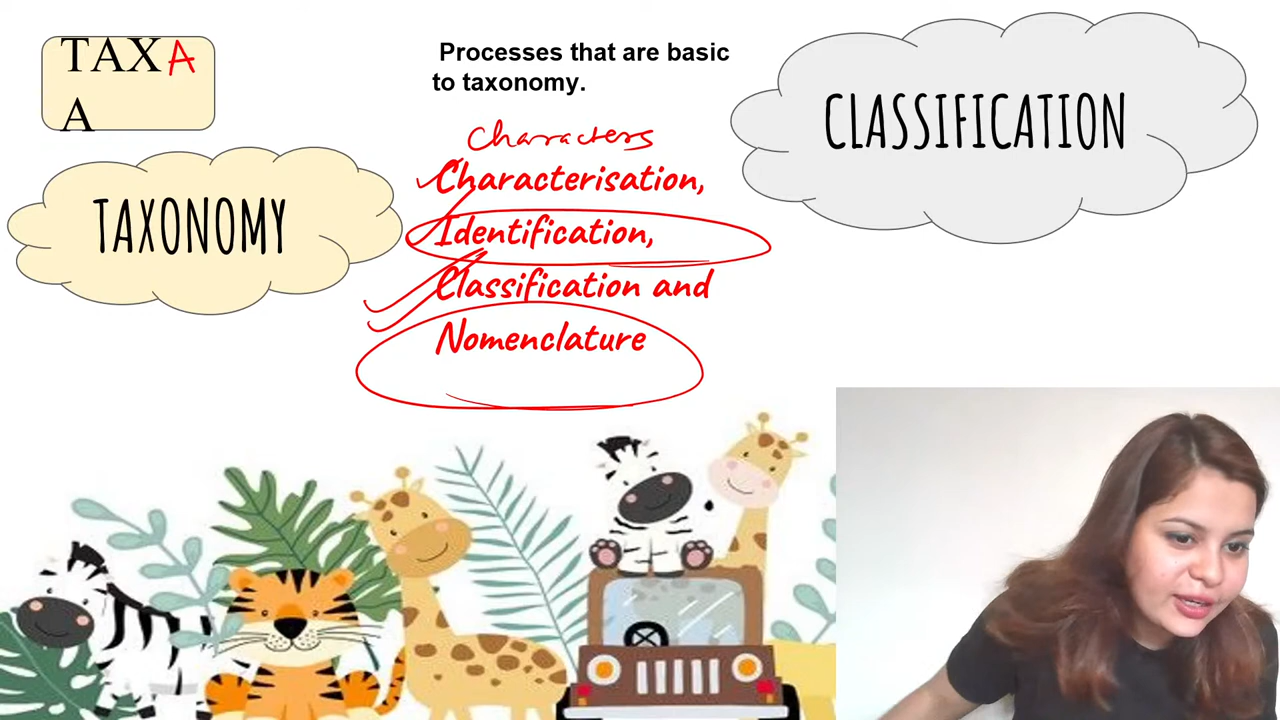 TAXA
A
Processes that are basic
to taxonomy.
characters
Characterisation,
Identification,
Classification and
Nomenclature
TAXONOMY
CLASSIFICATION